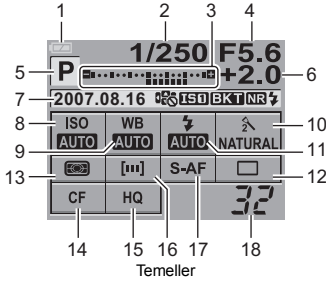 1 2 3 4
1/250 F5.6
5 P +2.0 6
7 2007.08.16 ISO BKT NR
8 ISO WB 2 10
9 AUTO AUTO AUTO NATURAL 11
13 [···] S-AF 12
CF HQ 32
14 15 16 17 18
Temeller